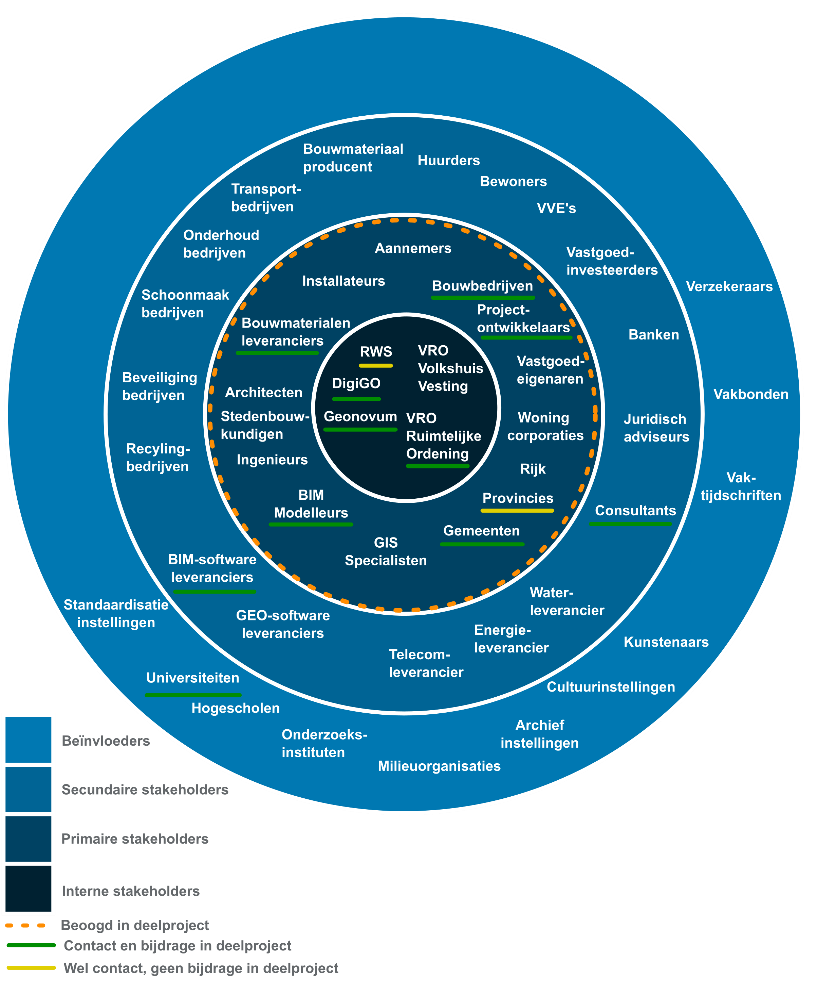 Bouwmateriaal
producent
Huurders
Bewoners
VVE's
Transport-
bedrijven
Onderhoud
bedrijven
Schoonmaak
bedrijven
Beveiliging
bedrijven
Recyling-
bedrijven
Vastgoed-
investeerders
Banken
Juridisch
adviseurs
Consultants
BIM-software
leveranciers
GEO-software
leveranciers
Telecom-
leverancier
Energie-
leverancier
Water-
leverancier
Aannemers
Installateurs
Bouwbedrijven
Project-
ontwikkelaars
Bouwmaterialen
leveranciers
Vastgoed-
eigenaren
Architecten
Stedenbouw-
kundigen
Ingenieurs
Woning
corporaties
Rijk
Provincies
Gemeenten
BIM
Modelleurs
GIS
Specialisten
RWS
DigiGO
Geonovum
VRO
Volkshuis
Vesting
VRO
Ruimtelijke
Ordening
Verzekeraars
Vakbonden
Vak-
tijdschriften
Kunstenaars
Cultuurinstellingen
Archief
instellingen
Milieuorganisaties
Onderzoeks-
instituten
Hogescholen
Universiteiten
Standaardisatie
instellingen
Beïnvloeders
Secundaire stakeholders
Primaire stakeholders
Interne stakeholders
Beoogd in deelproject
Contact en bijdrage in deelproject
Wel contact, geen bijdrage in deelproject